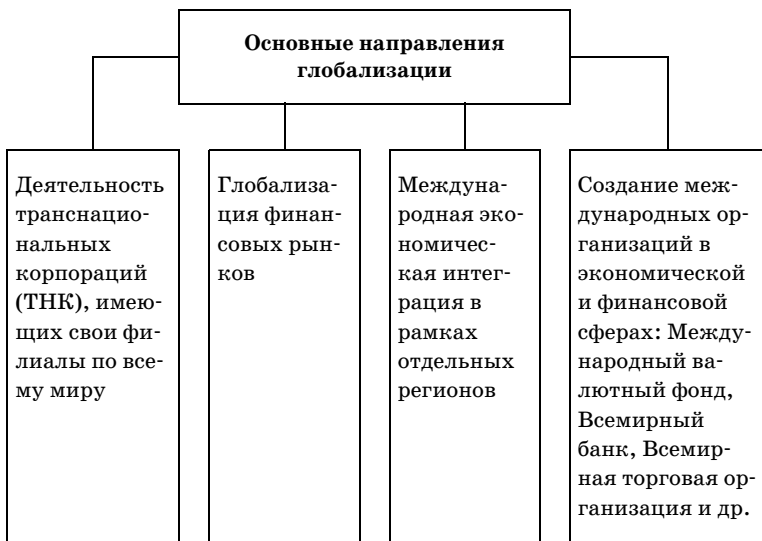 Основные направления
глобализации
Деятельность
транснацио-
нальных
корпораций
(ТНК), имею-
щих свои фи-
лиалы по все-
му миру
Глобализа-
ция финан-
совых рын-
ков
Междуна-
родная эко-
номичес-
кая интег-
рация в
рамках
отдельных
регионов
Создание меж-
дународных ор-
ганизаций в
экономической
и финансовой
сферах: Между-
народный ва-
лютный фонд,
Всемирный
банк, Всемир-
ная торговая ор-
ганизация и др.